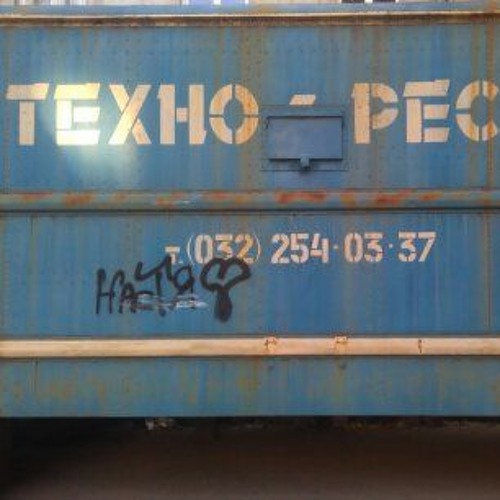 ТЕХНО - РЕС
т. (032) 254-03-37
НАСТЯ